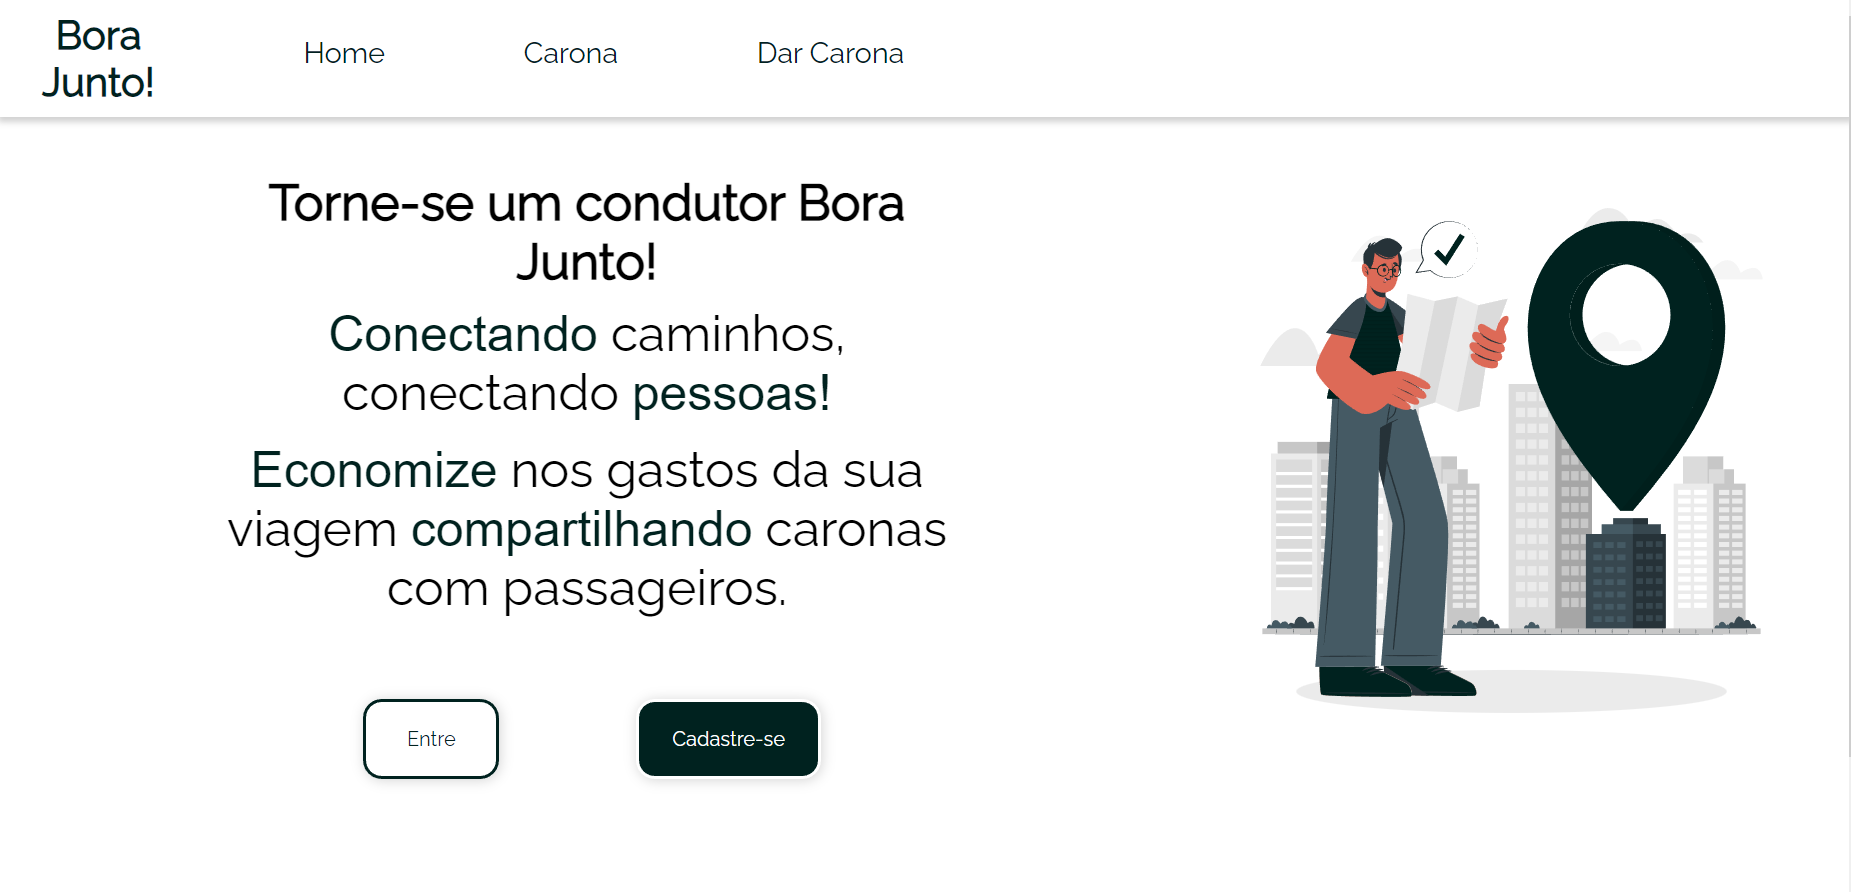 Bora
Junto!
Home
Carona
Dar Carona
Torne-se um condutor Bora
Junto!
Conectando caminhos,
conectando pessoas!
Economize nos gastos da sua
viagem compartilhando caronas
com passageiros.
Entre
Cadastre-se